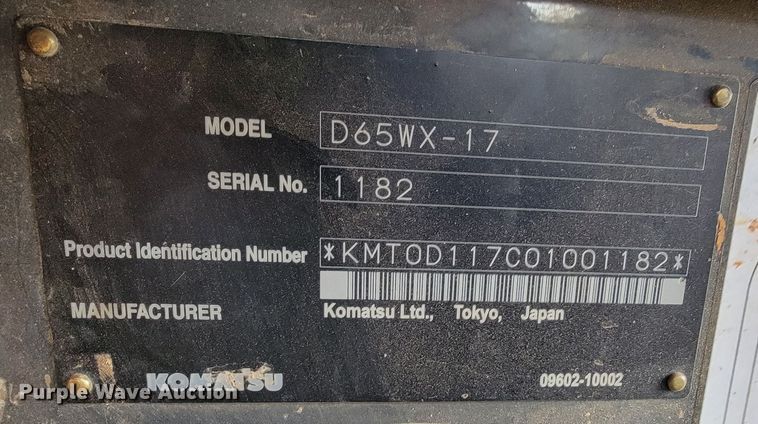 MODEL D65WX-17
SERIAL No. 1182
Product Identification Number *KMT0D117C01001182*
MANUFACTURER Komatsu Ltd., Tokyo, Japan
KOMATSU 09602-10002
Purple Wave Auction